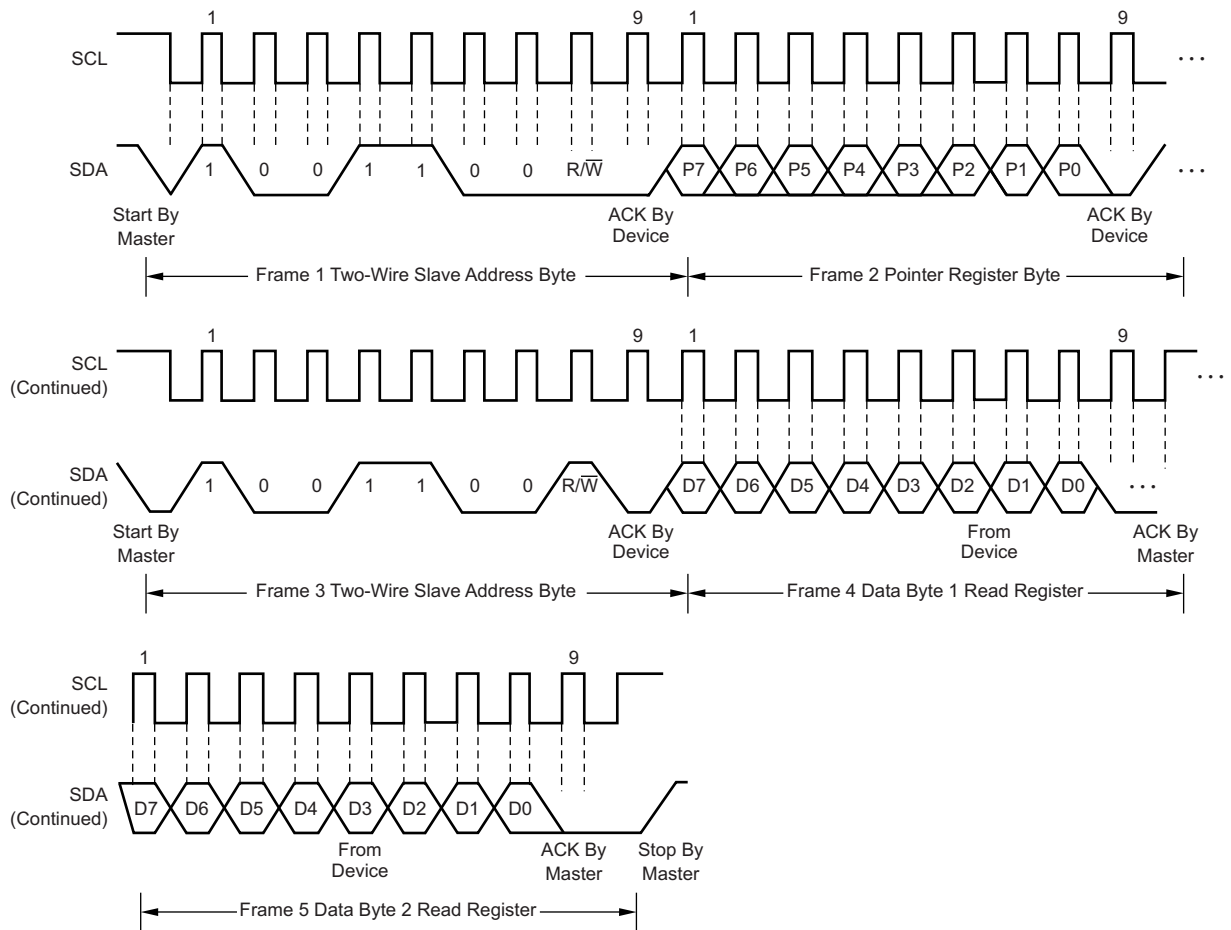 1 9 1 9
SCL ...
SDA 1 0 0 1 1 0 0 R/W̅ P7 P6 P5 P4 P3 P2 P1 P0 ...
Start By Master
ACK By Device
ACK By Device
Frame 1 Two-Wire Slave Address Byte
Frame 2 Pointer Register Byte
1 9 1 9
SCL (Continued) ...
SDA (Continued) 1 0 0 1 1 0 0 R/W̅ D7 D6 D5 D4 D3 D2 D1 D0 ...
Start By Master
ACK By Device
From Device
ACK By Master
Frame 3 Two-Wire Slave Address Byte
Frame 4 Data Byte 1 Read Register
1 9
SCL (Continued)
SDA (Continued) D7 D6 D5 D4 D3 D2 D1 D0
From Device
ACK By Master
Stop By Master
Frame 5 Data Byte 2 Read Register